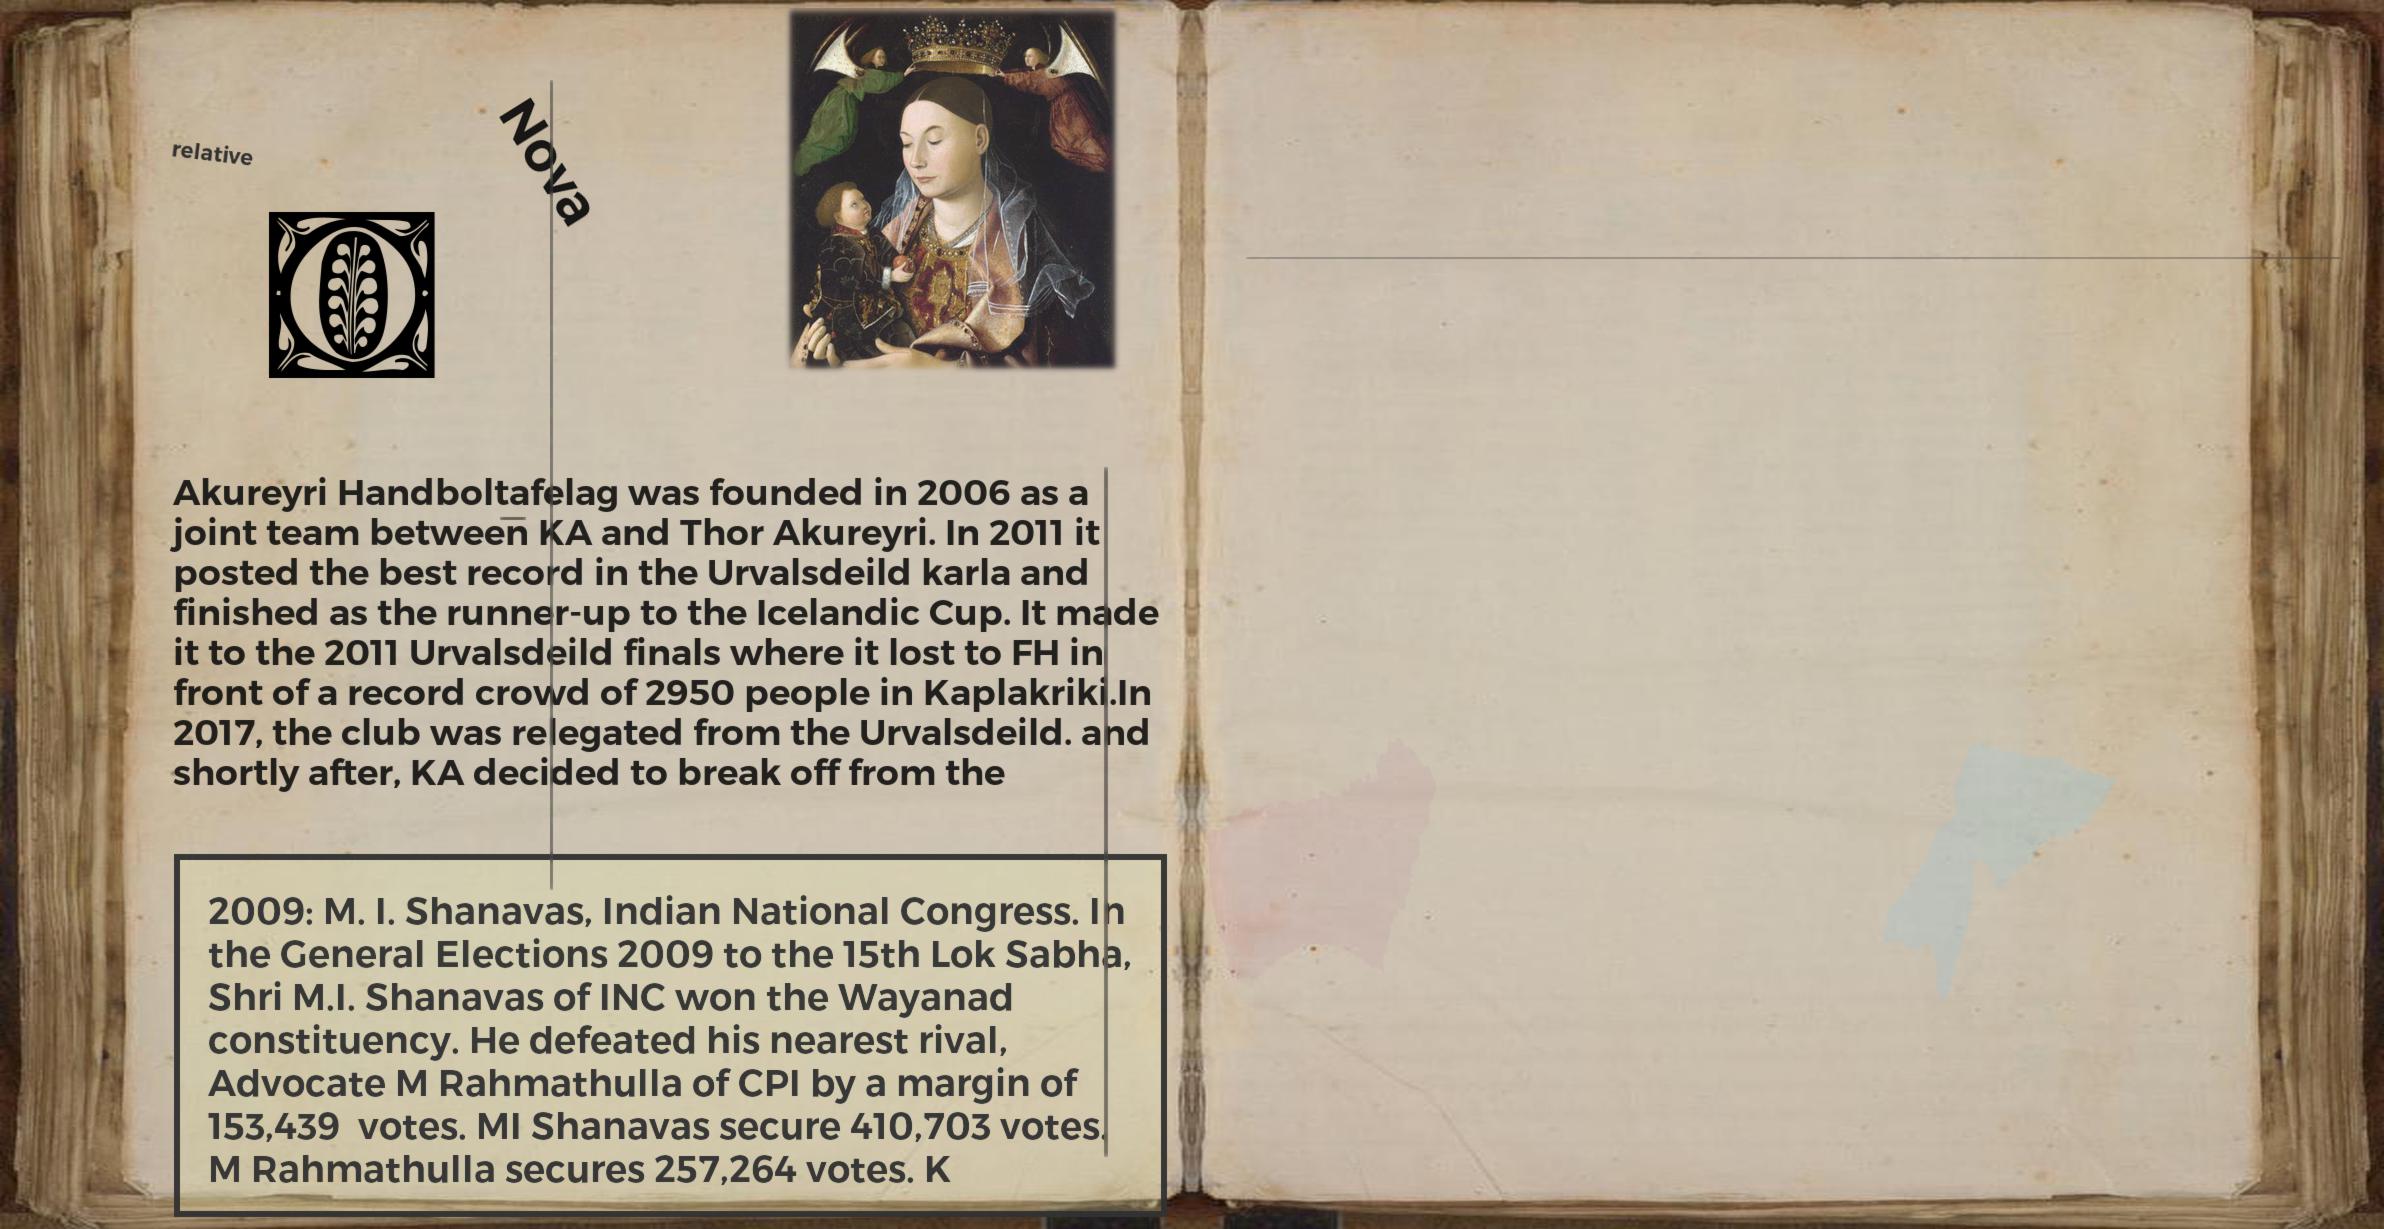 relative
Nova
O
Akureyri Handboltafelag was founded in 2006 as a
joint team between KA and Thor Akureyri. In 2011 it
posted the best record in the Urvalsdeild karla and
finished as the runner-up to the Icelandic Cup. It made
it to the 2011 Urvalsdeild finals where it lost to FH in
front of a record crowd of 2950 people in Kaplakriki.In
2017, the club was relegated from the Urvalsdeild. and
shortly after, KA decided to break off from the
2009: M. I. Shanavas, Indian National Congress. In
the General Elections 2009 to the 15th Lok Sabha,
Shri M.I. Shanavas of INC won the Wayanad
constituency. He defeated his nearest rival,
Advocate M Rahmathulla of CPI by a margin of
153,439  votes. MI Shanavas secure 410,703 votes.
M Rahmathulla secures 257,264 votes. K